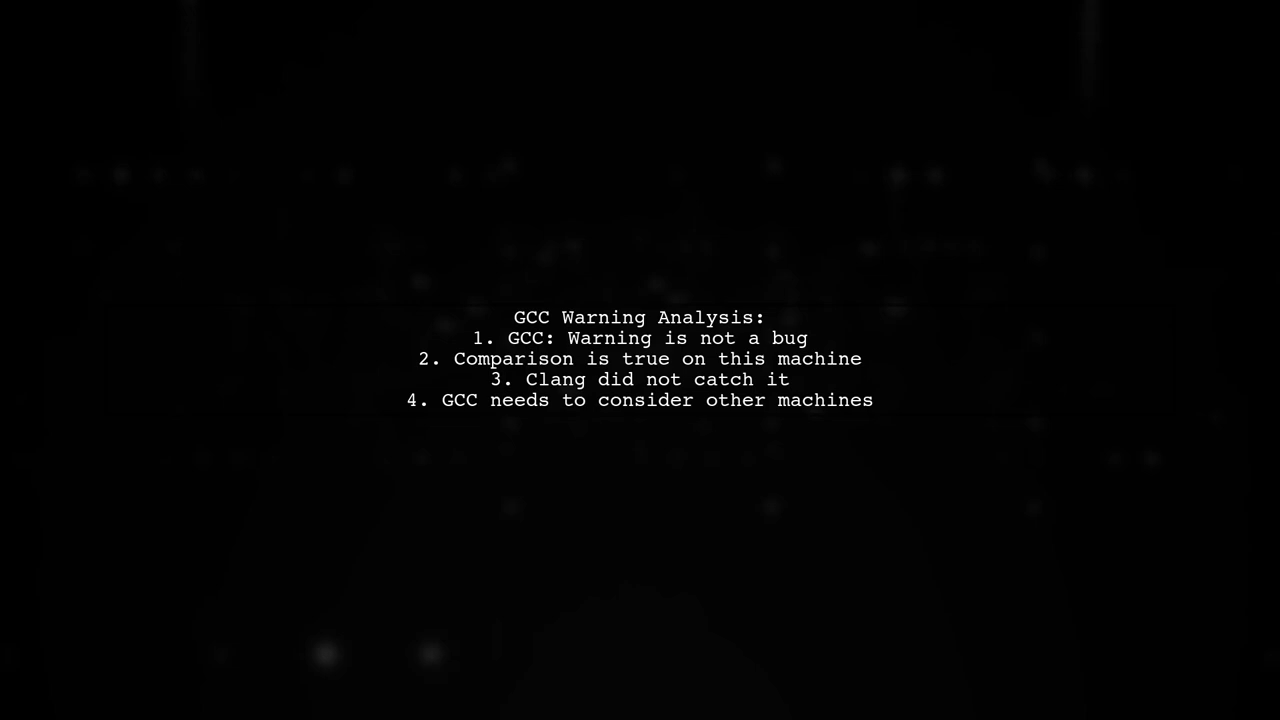 GCC Warning Analysis:
1. GCC: Warning is not a bug
2. Comparison is true on this machine
3. Clang did not catch it
4. GCC needs to consider other machines